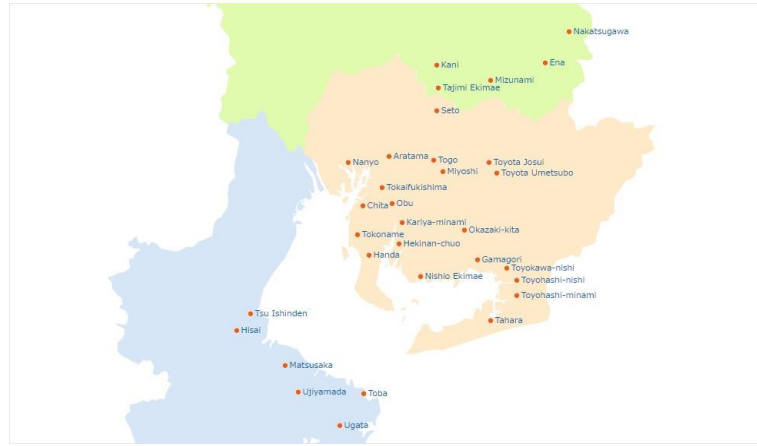 Nakatsugawa
Kani
Ena
Mizunami
Tajimi Ekimae
Seto
Aratama
Nanyo
Togo
Toyota Josui
Miyoshi
Toyota Umetsubo
Tokaifukishima
Chita
Obu
Kariya-minami
Okazaki-kita
Tokoname
Hekinan-chuo
Handa
Gamagori
Toyokawa-nishi
Nishio Ekimae
Toyohashi-nishi
Toyohashi-minami
Tsu Ishinden
Tahara
Hisai
Matsusaka
Ujiyamada
Toba
Ugata